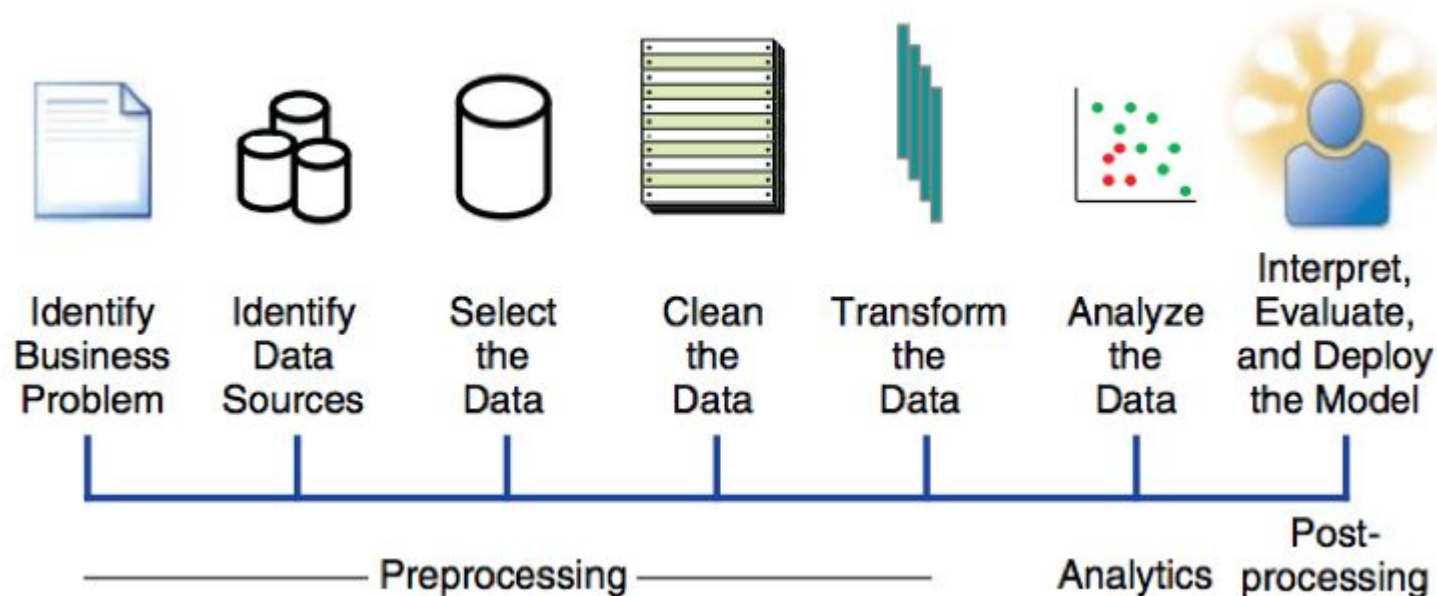 Identify
Business
Problem
Identify
Data
Sources
Select
the
Data
Clean
the
Data
Transform
the
Data
Analyze
the
Data
Interpret,
Evaluate,
and Deploy
the Model
Preprocessing
Analytics
Post-
processing